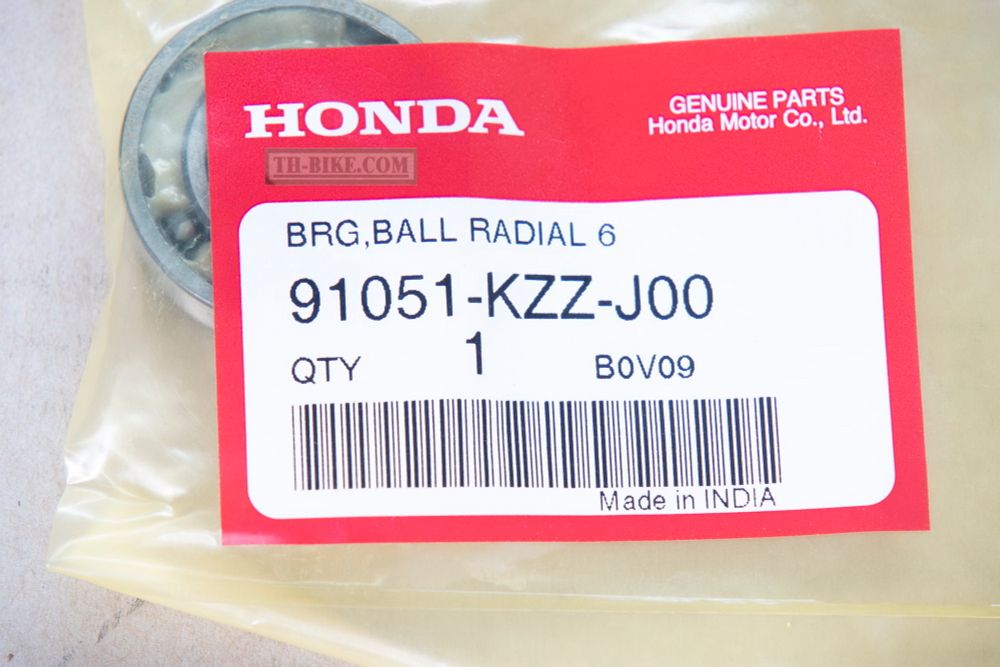 HONDA
GENUINE PARTS
Honda Motor Co., Ltd.
TH-BIKE.COM
BRG,BALL RADIAL 6
91051-KZZ-J00
QTY 1 B0V09
Made in INDIA